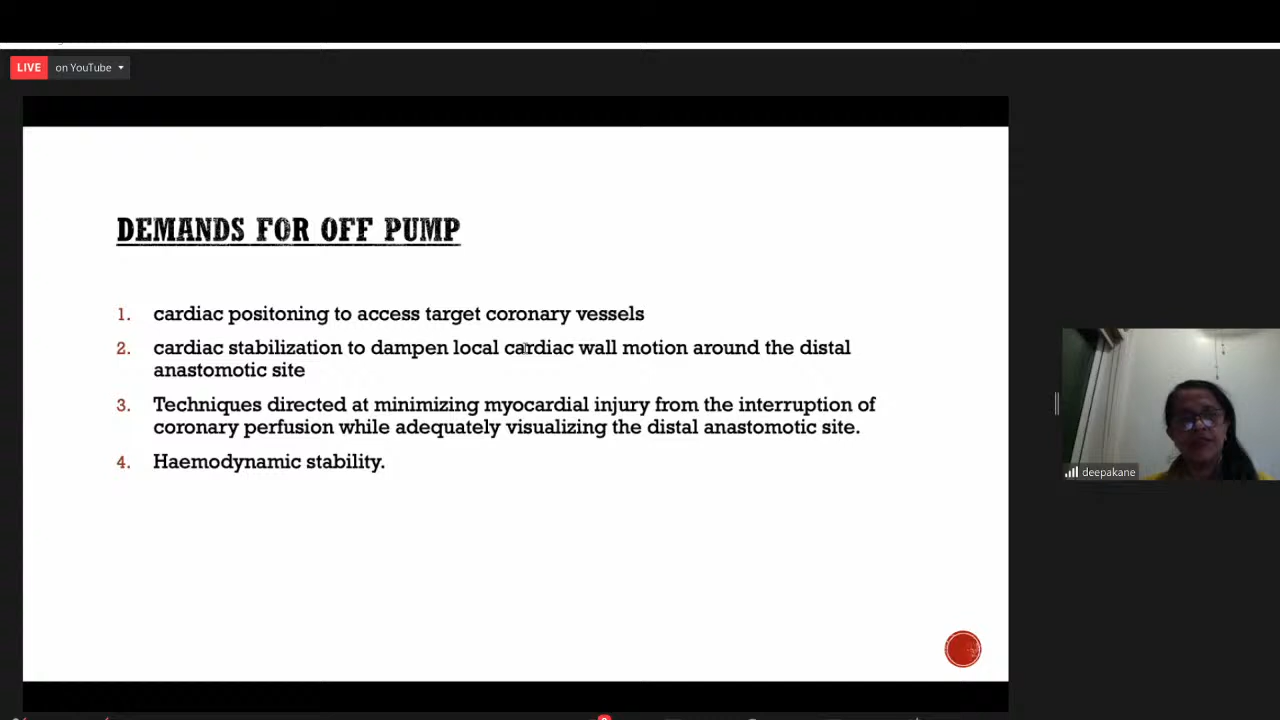 LIVE on YouTube
DEMANDS FOR OFF PUMP
1. cardiac positoning to access target coronary vessels
2. cardiac stabilization to dampen local cardiac wall motion around the distal
anastomotic site
3. Techniques directed at minimizing myocardial injury from the interruption of
coronary perfusion while adequately visualizing the distal anastomotic site.
4. Haemodynamic stability.
deepakane